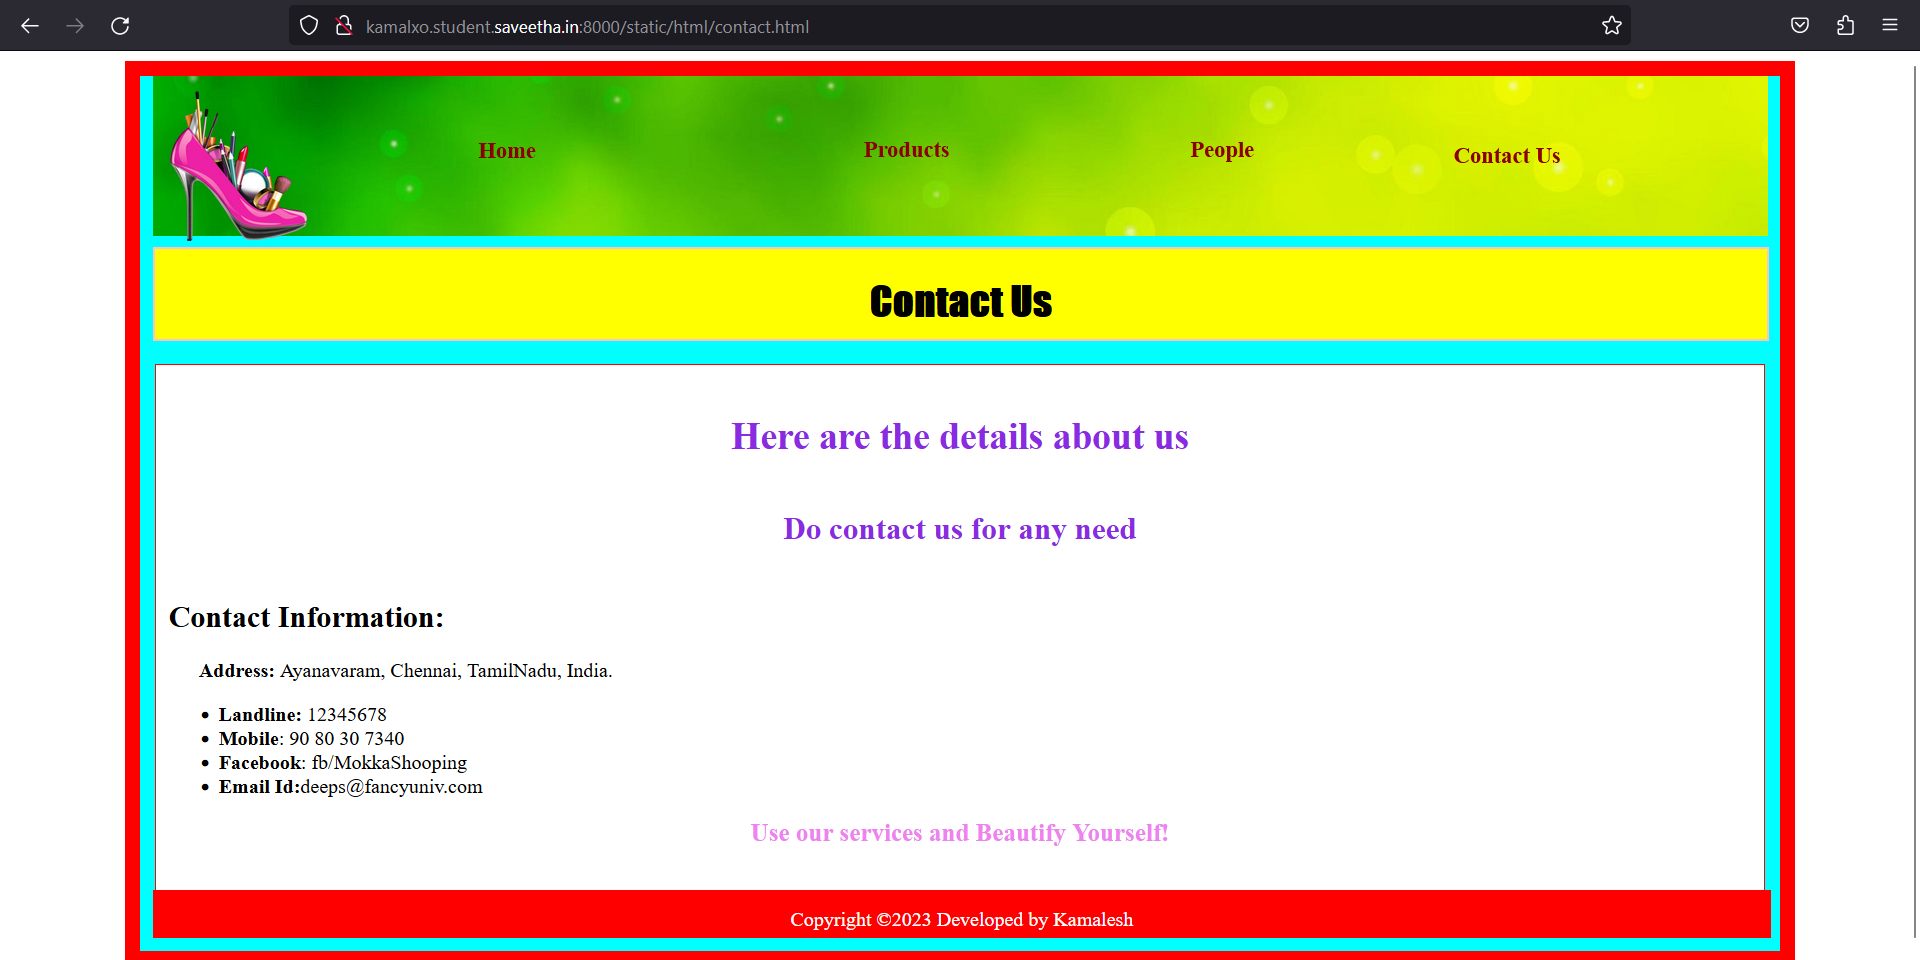 kamalxo.student.saveetha.in:8000/static/html/contact.html
Home Products People Contact Us
Contact Us
Here are the details about us
Do contact us for any need
Contact Information:
Address: Ayanavaram, Chennai, TamilNadu, India.
• Landline: 12345678
• Mobile: 90 80 30 7340
• Facebook: fb/MokkaShooping
• Email Id:deeps@fancyuniv.com
Use our services and Beautify Yourself!
Copyright ©2023 Developed by Kamalesh